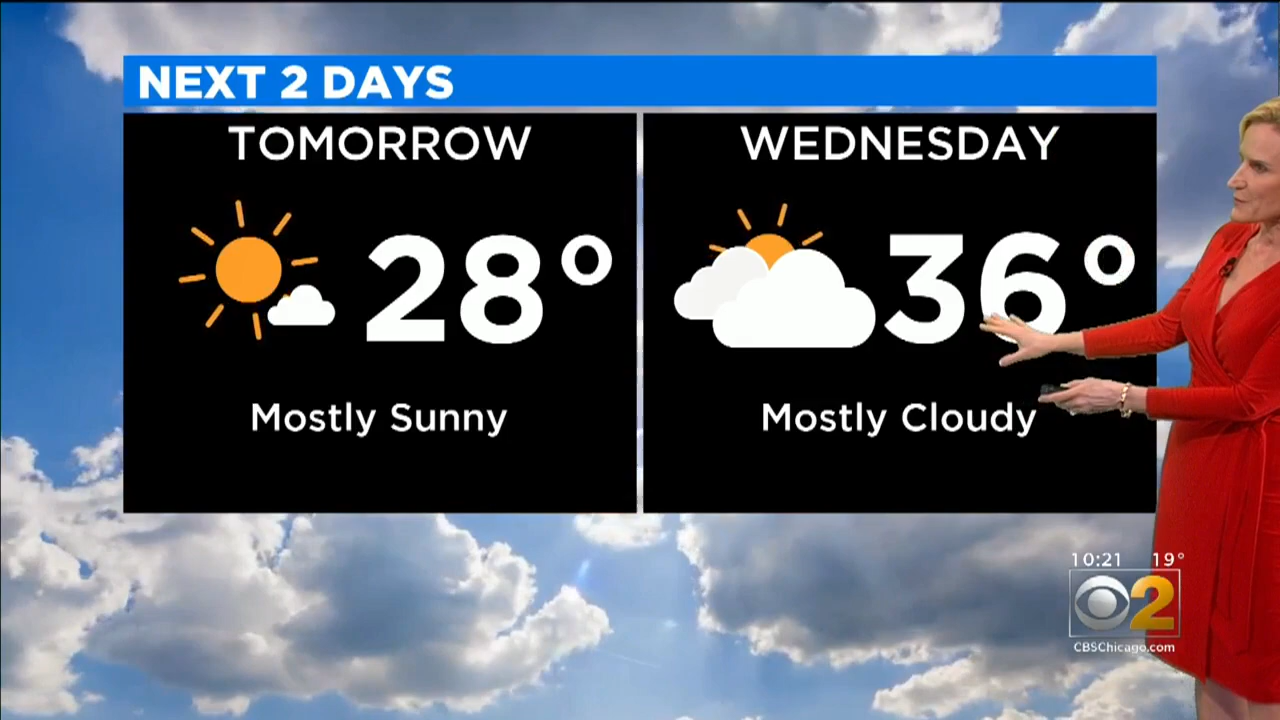 NEXT 2 DAYS
TOMORROW
28°
Mostly Sunny
WEDNESDAY
36°
Mostly Cloudy
10:21 19°
2
CBSChicago.com